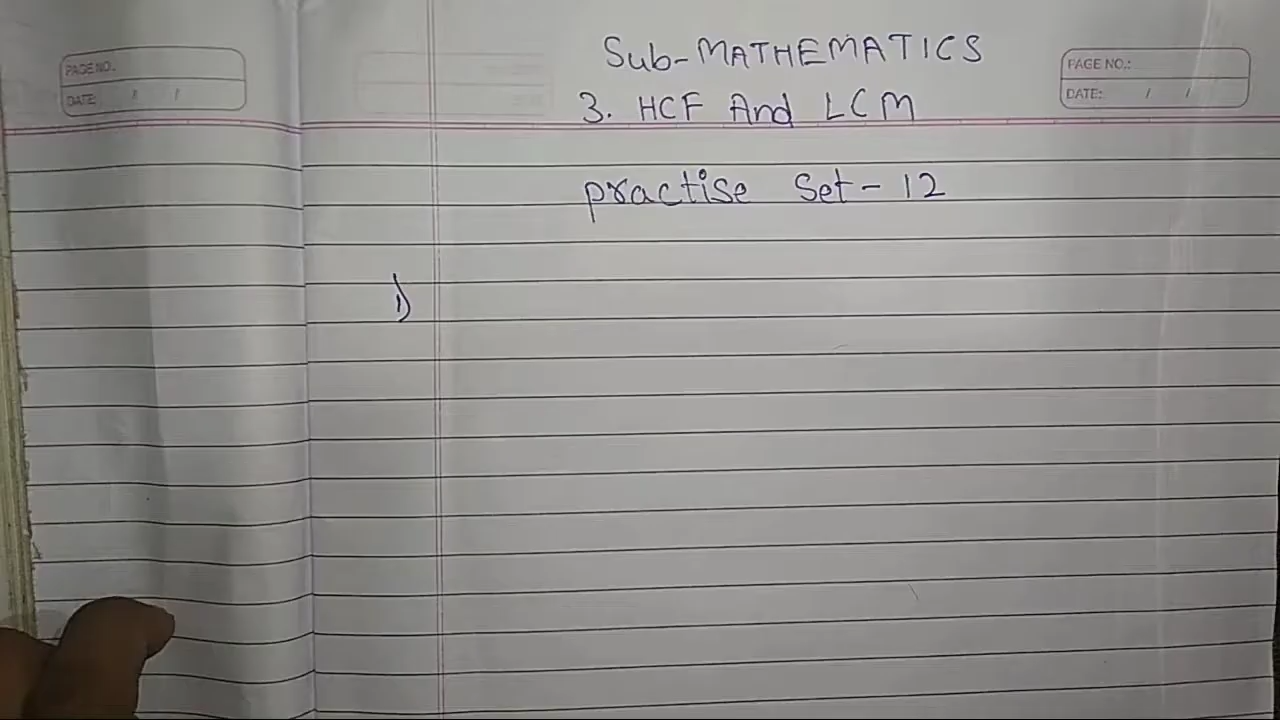 PAGE NO.
DATE: / /
Sub-MATHEMATICS
PAGE NO.:
DATE: / /
3. HCF And LCM
practise Set-12
1)